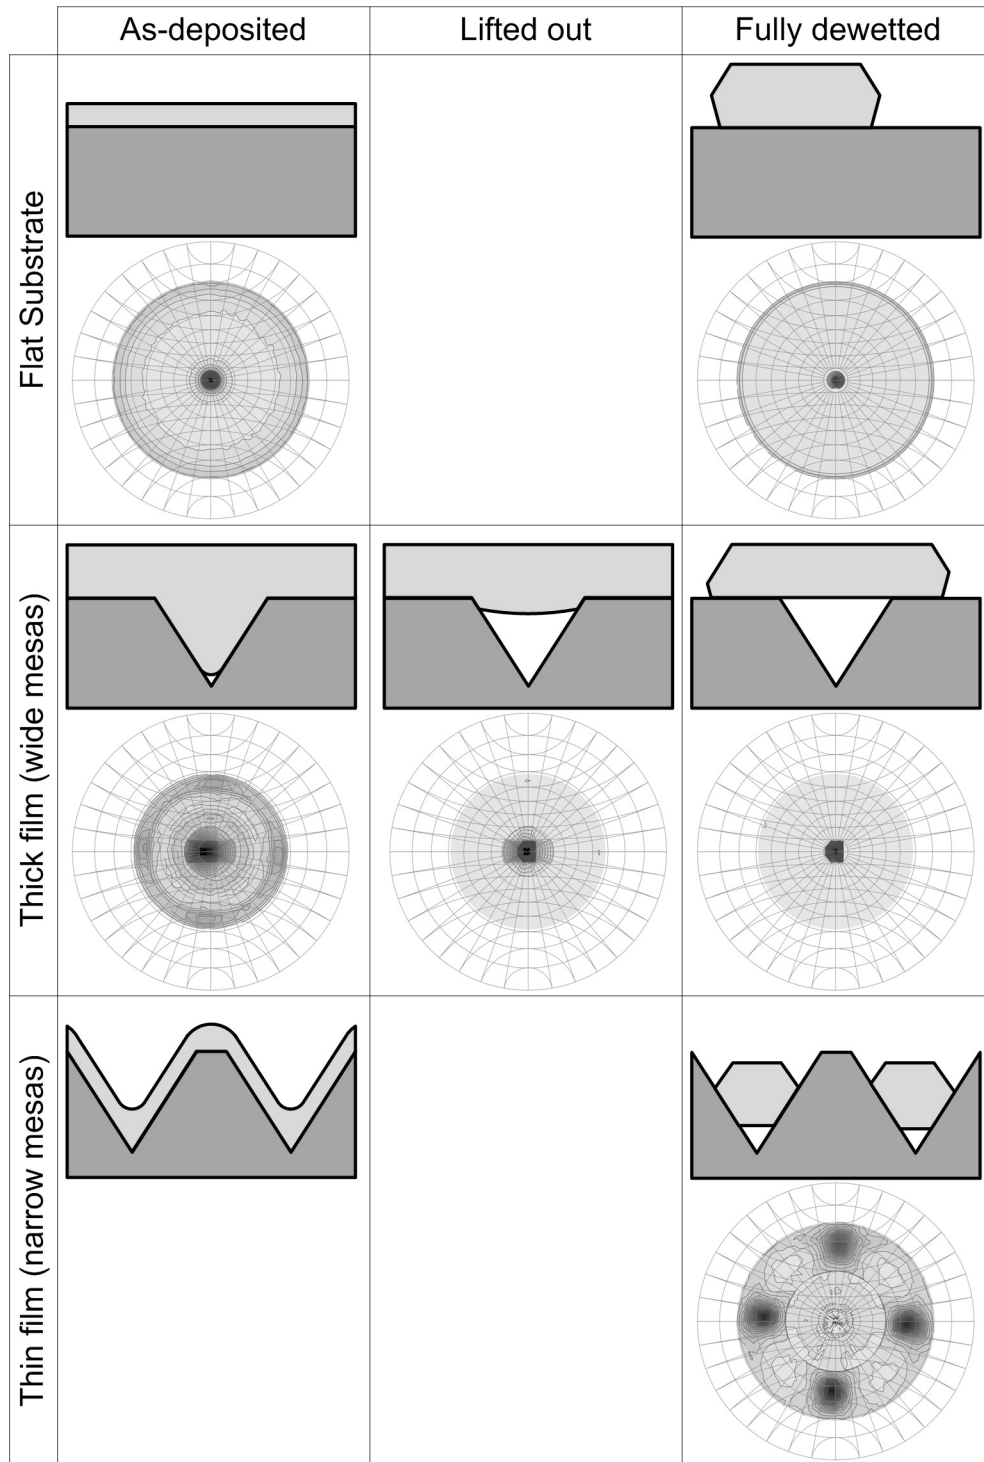 As-deposited
Lifted out
Fully dewetted
Flat Substrate
Thick film (wide mesas)
Thin film (narrow mesas)